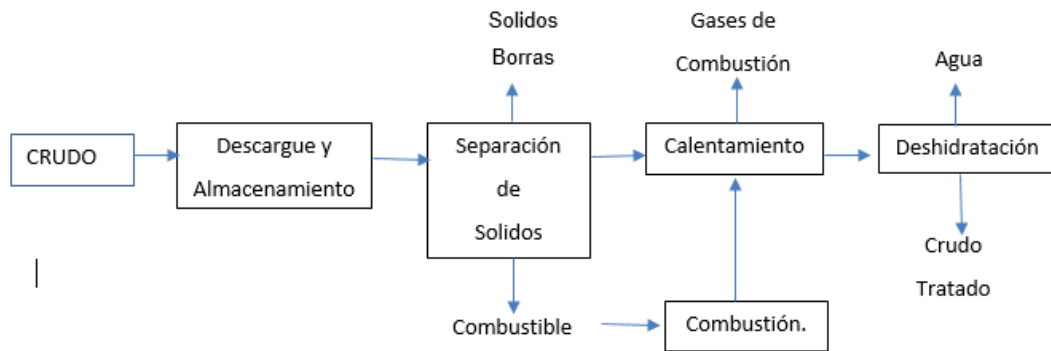 Solidos
Borras
Gases de
Combustión
Agua
CRUDO
Descargue y
Almacenamiento
Separación
de
Solidos
Calentamiento
Deshidratación
Crudo
Tratado
Combustible
Combustión.